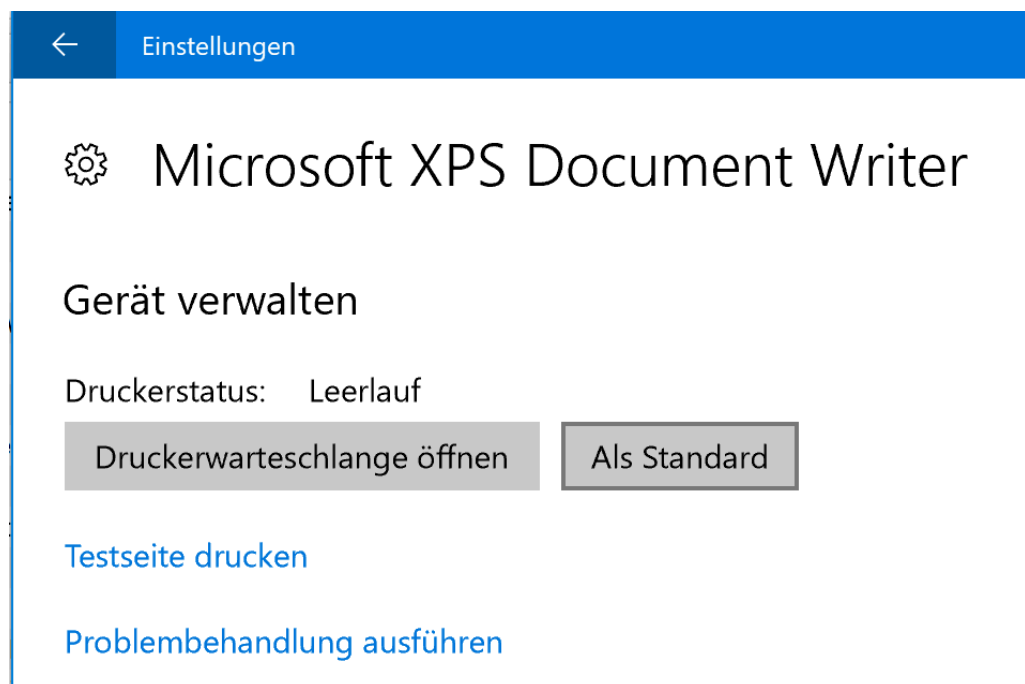 Einstellungen
Microsoft XPS Document Writer
Gerät verwalten
Druckerstatus: Leerlauf
Druckerwarteschlange öffnen Als Standard
Testseite drucken
Problembehandlung ausführen